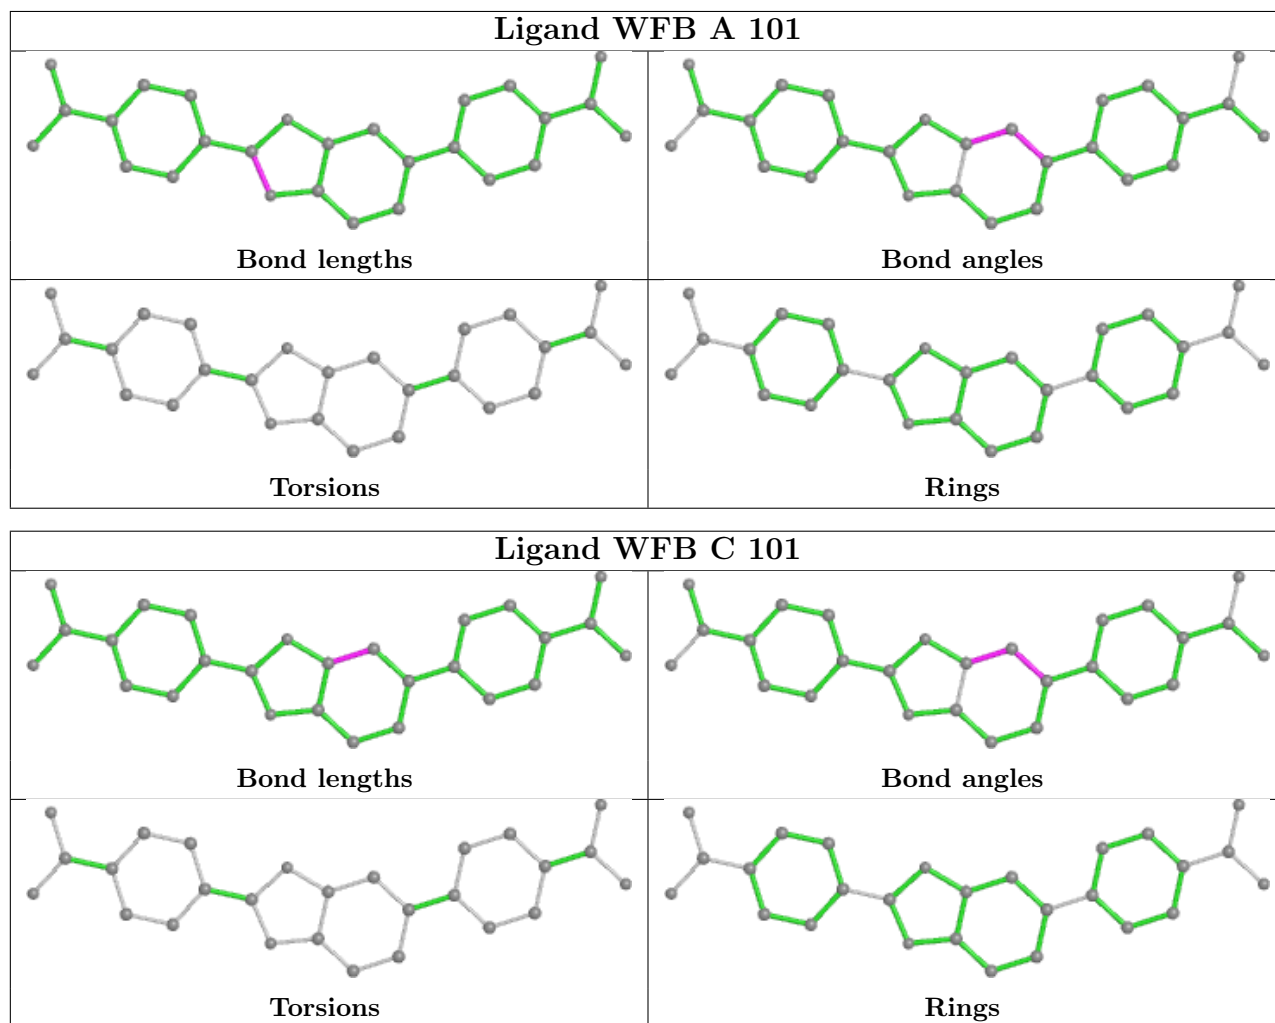 Ligand WFB A 101
Bond lengths
Bond angles
Torsions
Rings
Ligand WFB C 101
Bond lengths
Bond angles
Torsions
Rings